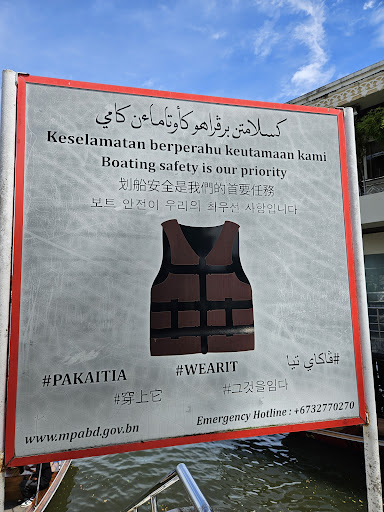 كسلامتن برڤراهو كأوتاماءن كامي
Keselamatan berperahu keutamaan kami
Boating safety is our priority
划船安全是我們的首要任務
보트 안전이 우리의 최우선 사항입니다
#ڤاكاي تيا
#WEARIT
#PAKAITIA
#그것을임다
#穿上它
Emergency Hotline : +6732770270
www.mpabd.gov.bn